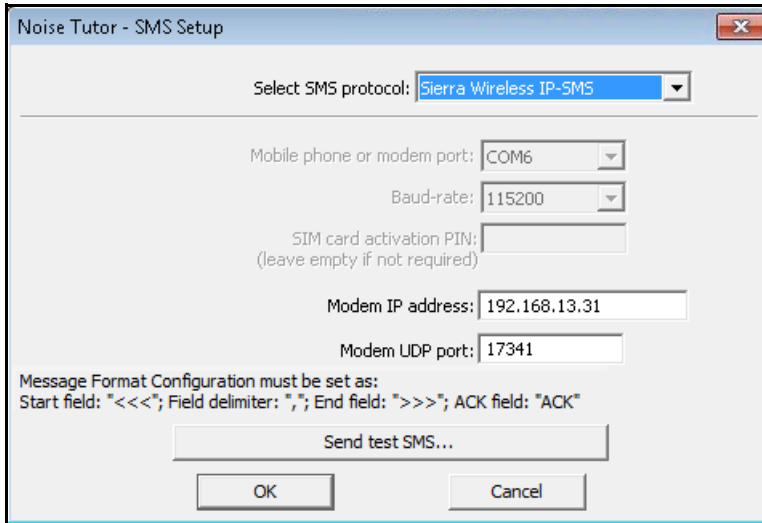 Noise Tutor - SMS Setup
Select SMS protocol: Sierra Wireless IP-SMS
Mobile phone or modem port: COM6
Baud-rate: 115200
SIM card activation PIN:
(leave empty if not required)
Modem IP address: 192.168.13.31
Modem UDP port: 17341
Message Format Configuration must be set as:
Start field: "<<<"; Field delimiter: ","; End field: ">>>"; ACK field: "ACK"
Send test SMS...
OK Cancel